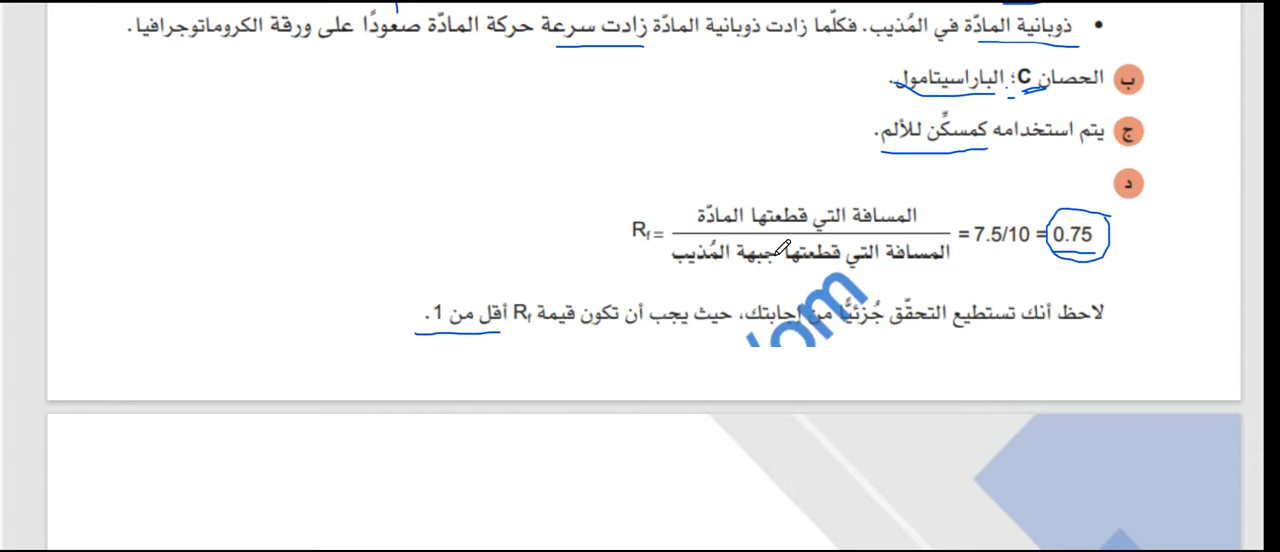 • ذوبانية المادّة في المُذيب. فكلّما زادت ذوبانية المادّة زادت سرعة حركة المادّة صعودًا على ورقة الكروماتوجرافيا.
ب الحصان C؛ الباراسيتامول.
ج يتم استخدامه كمسكِّن للألم.
د
Rf = المسافة التي قطعتها المادّة / المسافة التي قطعتها جبهة المُذيب = 7.5/10 = 0.75
لاحظ أنك تستطيع التحقّق جُزئيًّا من إجابتك، حيث يجب أن تكون قيمة Rf أقل من 1.